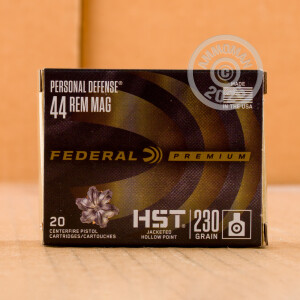 PERSONAL DEFENSE®
44 REM MAG
MADE
20
IN THE USA
FEDERAL PREMIUM
20
CENTERFIRE PISTOL
CARTRIDGES/CARTOUCHES
HST
JACKETED
HOLLOW POINT
230
GRAIN